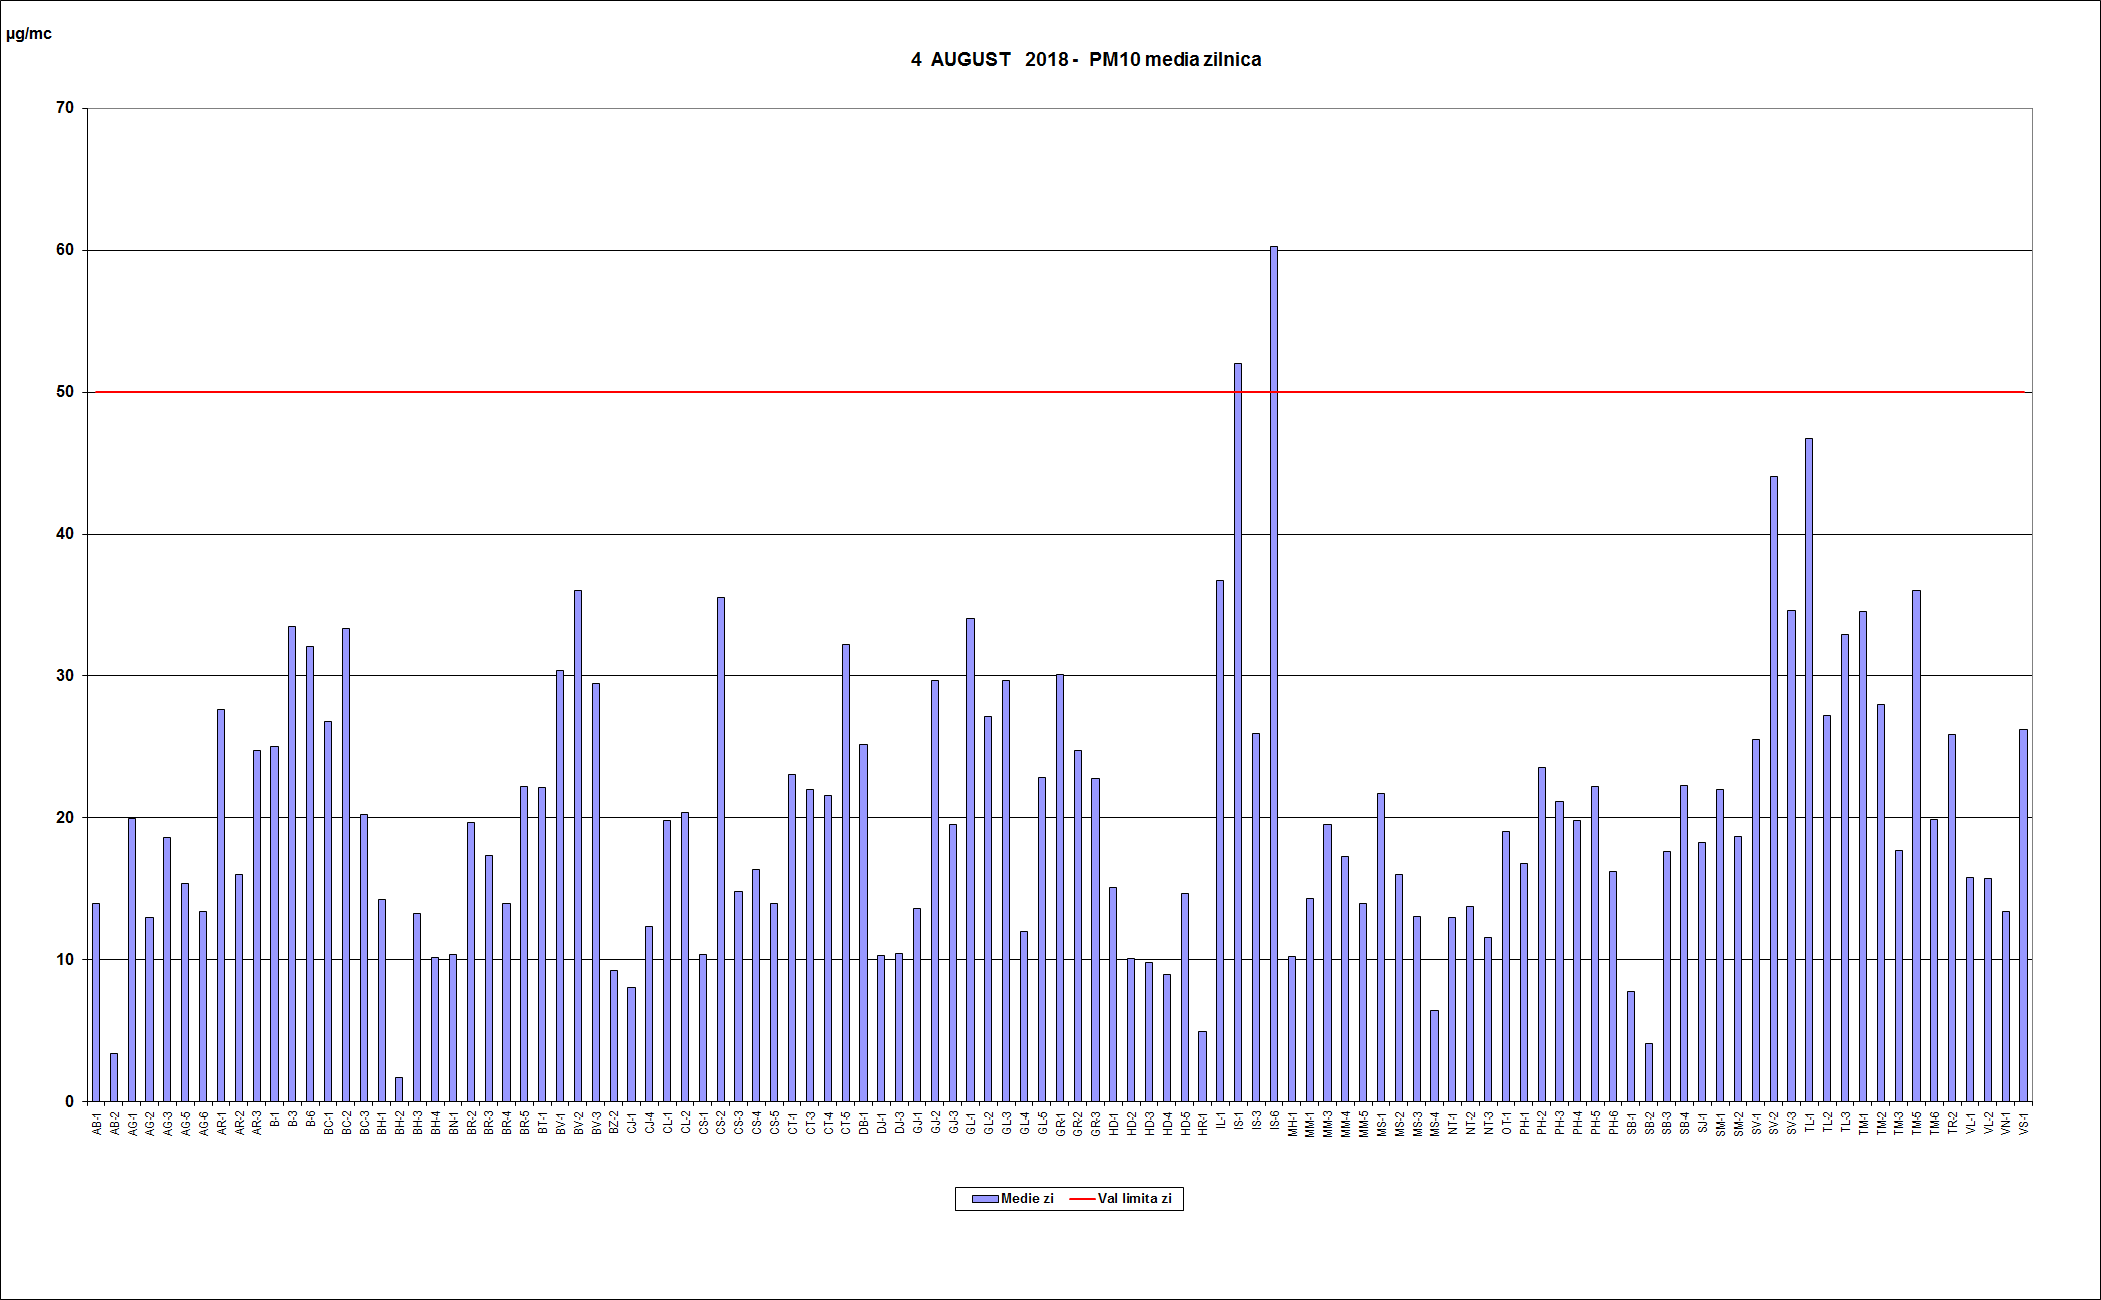 µg/mc
4 AUGUST 2018 - PM10 media zilnica
70
60
50
40
30
20
10
0
AB-1
AB-2
AG-1
AG-2
AG-3
AG-5
AG-6
AR-1
AR-2
AR-3
B-1
B-3
B-6
BC-1
BC-2
BC-3
BH-1
BH-2
BH-3
BH-4
BN-1
BR-2
BR-3
BR-4
BR-5
BT-1
BV-1
BV-2
BV-3
BZ-2
CJ-1
CJ-4
CL-1
CL-2
CS-1
CS-2
CS-3
CS-4
CS-5
CT-1
CT-3
CT-4
CT-5
DB-1
DJ-1
DJ-3
GJ-1
GJ-2
GJ-3
GL-1
GL-2
GL-3
GL-4
GL-5
GR-1
GR-2
GR-3
HD-1
HD-2
HD-3
HD-4
HD-5
HR-1
IL-1
IS-1
IS-3
IS-6
MH-1
MM-1
MM-3
MM-4
MM-5
MS-1
MS-2
MS-3
MS-4
NT-1
NT-2
NT-3
OT-1
PH-1
PH-2
PH-3
PH-4
PH-5
PH-6
SB-1
SB-2
SB-3
SB-4
SJ-1
SM-1
SM-2
SV-1
SV-2
SV-3
TL-1
TL-2
TL-3
TM-1
TM-2
TM-3
TM-5
TM-6
TR-2
VL-1
VL-2
VN-1
VS-1
Medie zi
Val limita zi